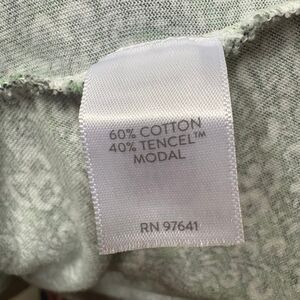 60% COTTON
40% TENCEL™
MODAL
RN 97641